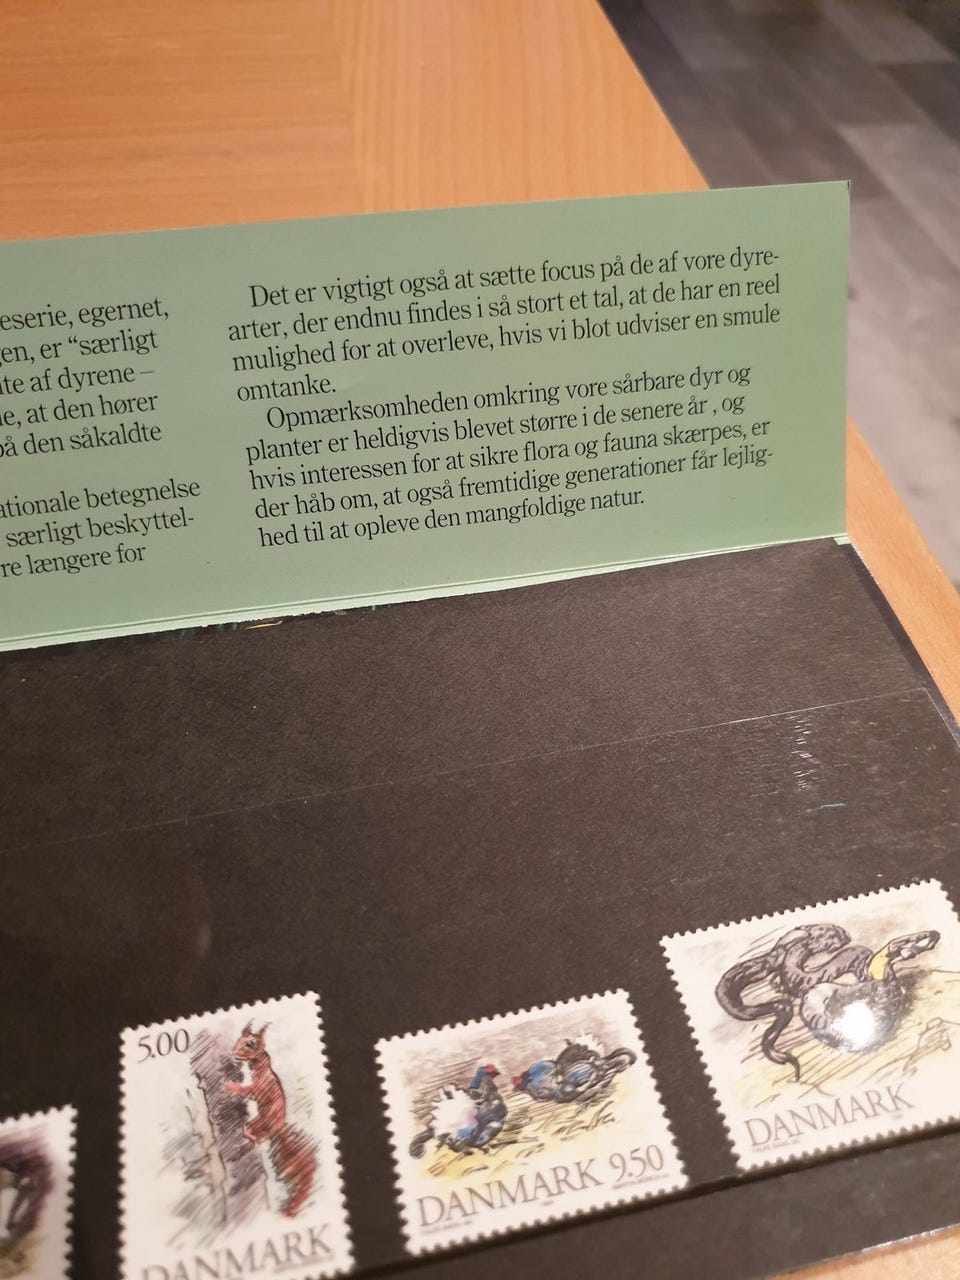 eserie, egernet,
gen, er “særligt
te af dyrene –
e, at den hører
på den såkaldte
ationale betegnelse
særligt beskyttel-
re længere for
Det er vigtigt også at sætte focus på de af vore dyre-
arter, der endnu findes i så stort et tal, at de har en reel
mulighed for at overleve, hvis vi blot udviser en smule
omtanke.
Opmærksomheden omkring vore sårbare dyr og
planter er heldigvis blevet større i de senere år , og
hvis interessen for at sikre flora og fauna skærpes, er
der håb om, at også fremtidige generationer får lejlig-
hed til at opleve den mangfoldige natur.
5.00
DANMARK
DANMARK 9.50
DANMARK